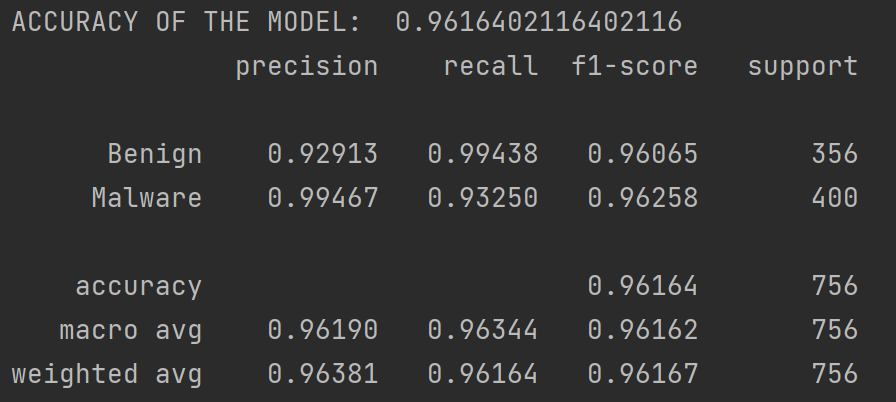 ACCURACY OF THE MODEL:  0.9616402116402116
              precision    recall  f1-score   support

      Benign    0.92913   0.99438   0.96065       356
     Malware    0.99467   0.93250   0.96258       400

    accuracy                        0.96164       756
   macro avg    0.96190   0.96344   0.96162       756
weighted avg    0.96381   0.96164   0.96167       756